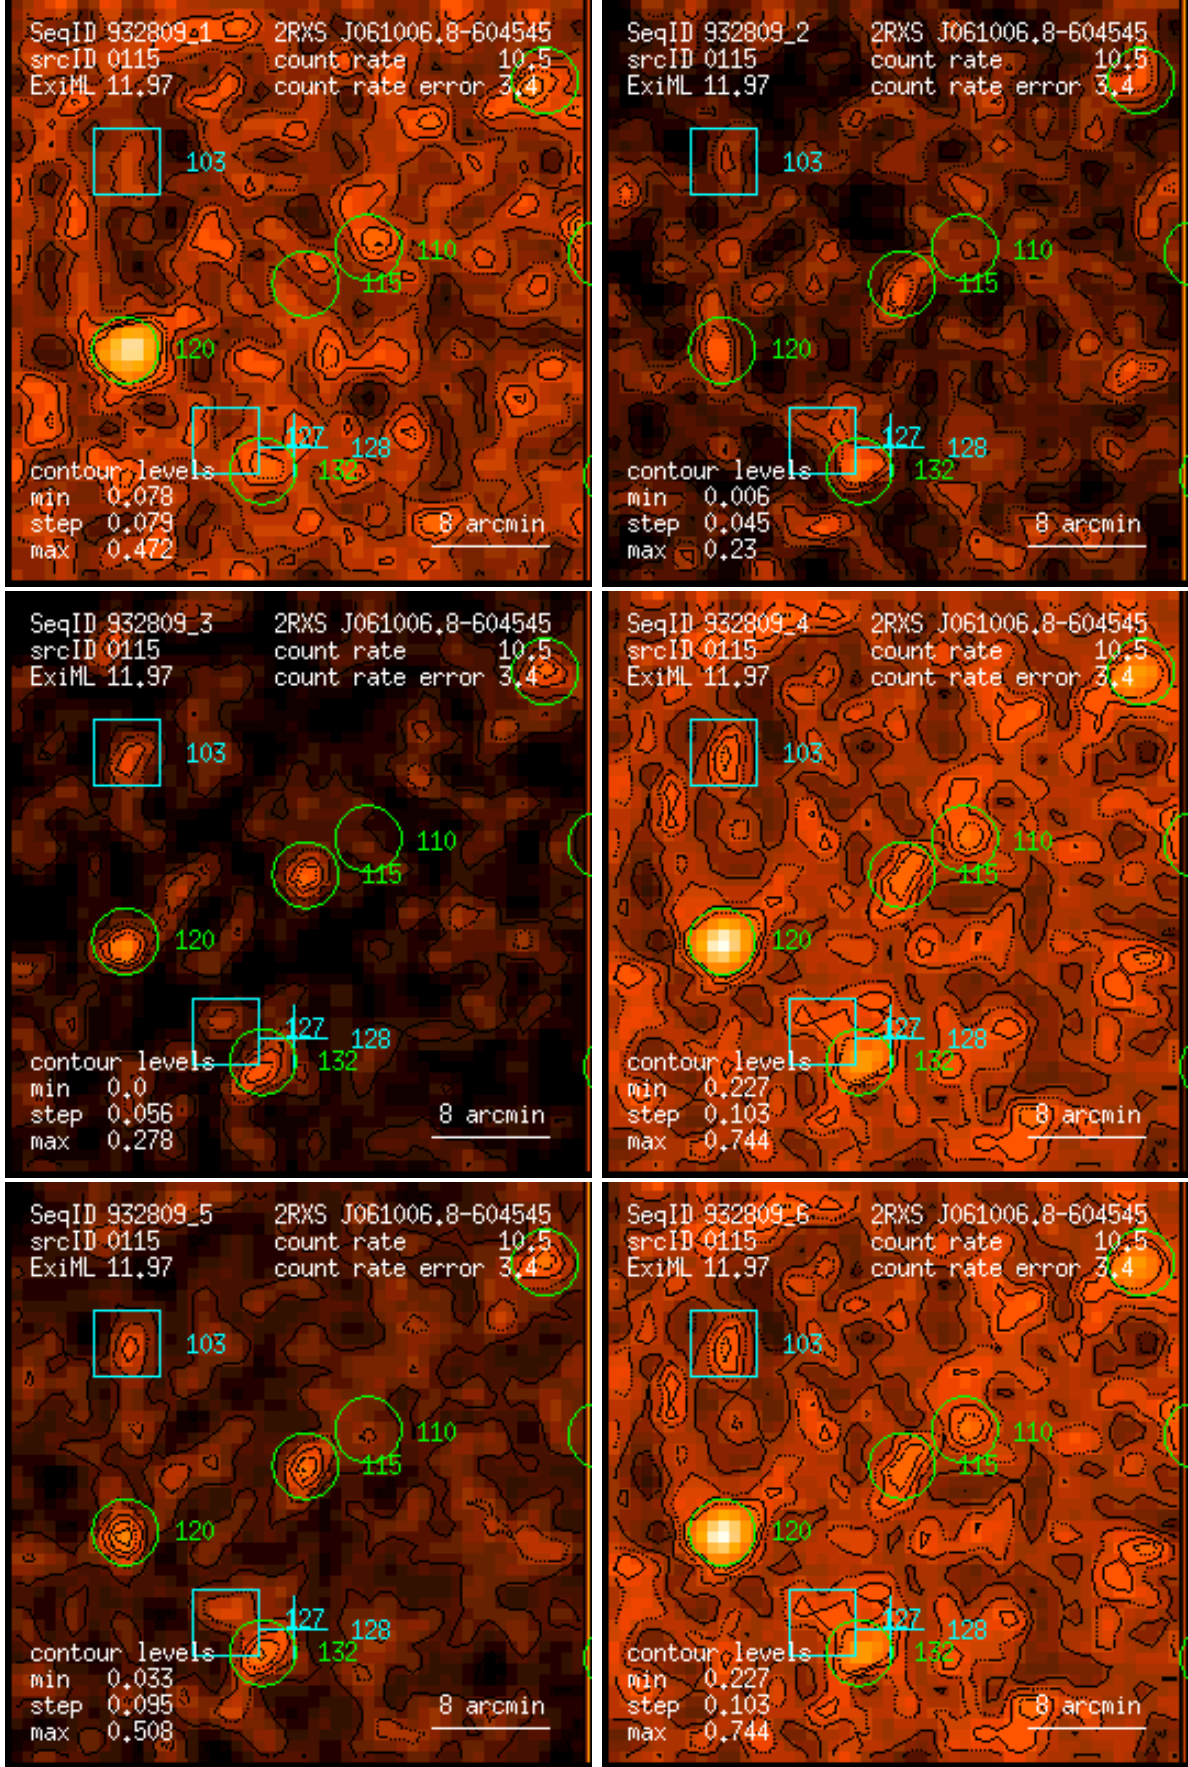 SeqID 932809_1 2RXS J061006.8-604545
srcID 0115 count rate 10.5
ExiML 11.97 count rate error 3.4
103
110
115
120
127 128
132
contour levels
min 0.078
step 0.079
max 0.472
8 arcmin
SeqID 932809_2 2RXS J061006.8-604545
srcID 0115 count rate 10.5
ExiML 11.97 count rate error 3.4
103
110
115
120
127 128
132
contour levels
min 0.006
step 0.045
max 0.23
8 arcmin
SeqID 932809_3 2RXS J061006.8-604545
srcID 0115 count rate 10.5
ExiML 11.97 count rate error 3.4
103
110
115
120
127 128
132
contour levels
min 0.0
step 0.056
max 0.278
8 arcmin
SeqID 932809_4 2RXS J061006.8-604545
srcID 0115 count rate 10.5
ExiML 11.97 count rate error 3.4
103
110
115
120
127 128
132
contour levels
min 0.227
step 0.103
max 0.744
8 arcmin
SeqID 932809_5 2RXS J061006.8-604545
srcID 0115 count rate 10.5
ExiML 11.97 count rate error 3.4
103
110
115
120
127 128
132
contour levels
min 0.033
step 0.095
max 0.508
8 arcmin
SeqID 932809_6 2RXS J061006.8-604545
srcID 0115 count rate 10.5
ExiML 11.97 count rate error 3.4
103
110
115
120
127 128
132
contour levels
min 0.227
step 0.103
max 0.744
8 arcmin